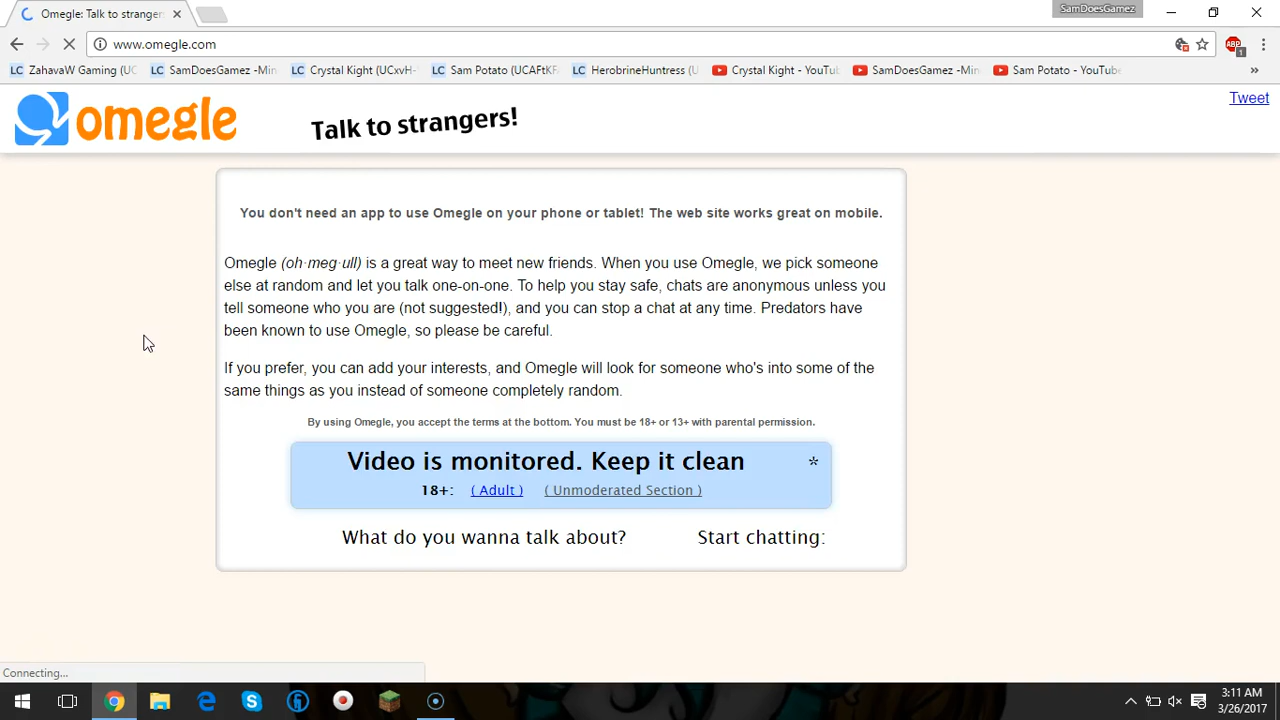 Omegle: Talk to strangers
SamDoesGamez
www.omegle.com
ABP
1
LC ZahavaW Gaming (UC
LC SamDoesGamez -Min
LC Crystal Kight (UCxvH-
LC Sam Potato (UCAFtKF
LC HerobrineHuntress (U
Crystal Kight - YouTu
SamDoesGamez -Min
Sam Potato - YouTube
»
omegle
Talk to strangers!
Tweet
You don't need an app to use Omegle on your phone or tablet! The web site works great on mobile.
Omegle (oh·meg·ull) is a great way to meet new friends. When you use Omegle, we pick someone
else at random and let you talk one-on-one. To help you stay safe, chats are anonymous unless you
tell someone who you are (not suggested!), and you can stop a chat at any time. Predators have
been known to use Omegle, so please be careful.
If you prefer, you can add your interests, and Omegle will look for someone who's into some of the
same things as you instead of someone completely random.
By using Omegle, you accept the terms at the bottom. You must be 18+ or 13+ with parental permission.
Video is monitored. Keep it clean *
18+: ( Adult ) ( Unmoderated Section )
What do you wanna talk about? Start chatting:
Connecting...
3:11 AM
3/26/2017